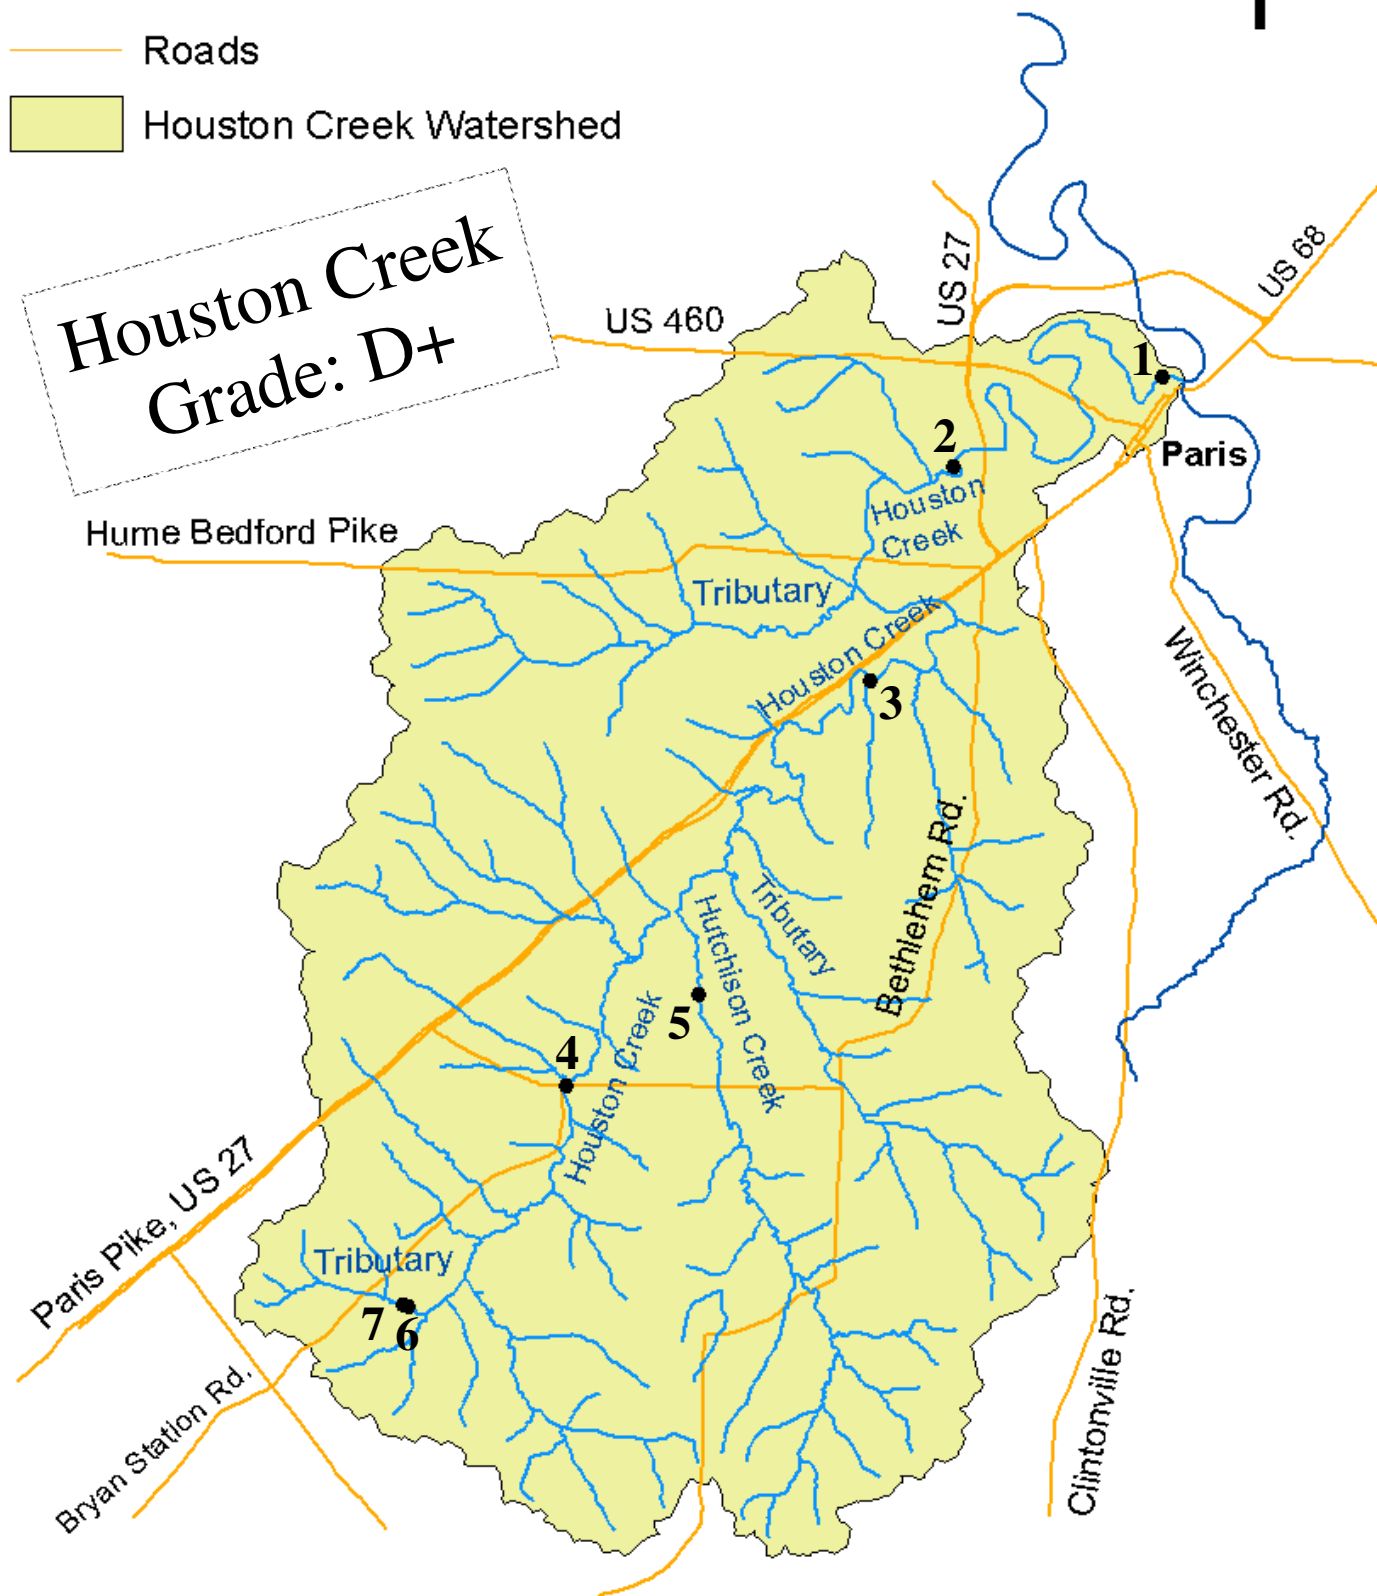 Roads
Houston Creek Watershed
Houston Creek
Grade: D+
US 27
US 68
US 460
1
2
Paris
Houston
Creek
Hume Bedford Pike
Tributary
Houston Creek
3
Winchester Rd.
Bethlehem Rd.
Tributary
Hutchison Creek
5
4
Houston Creek
Paris Pike, US 27
Tributary
7
6
Bryan Station Rd.
Clintonville Rd.